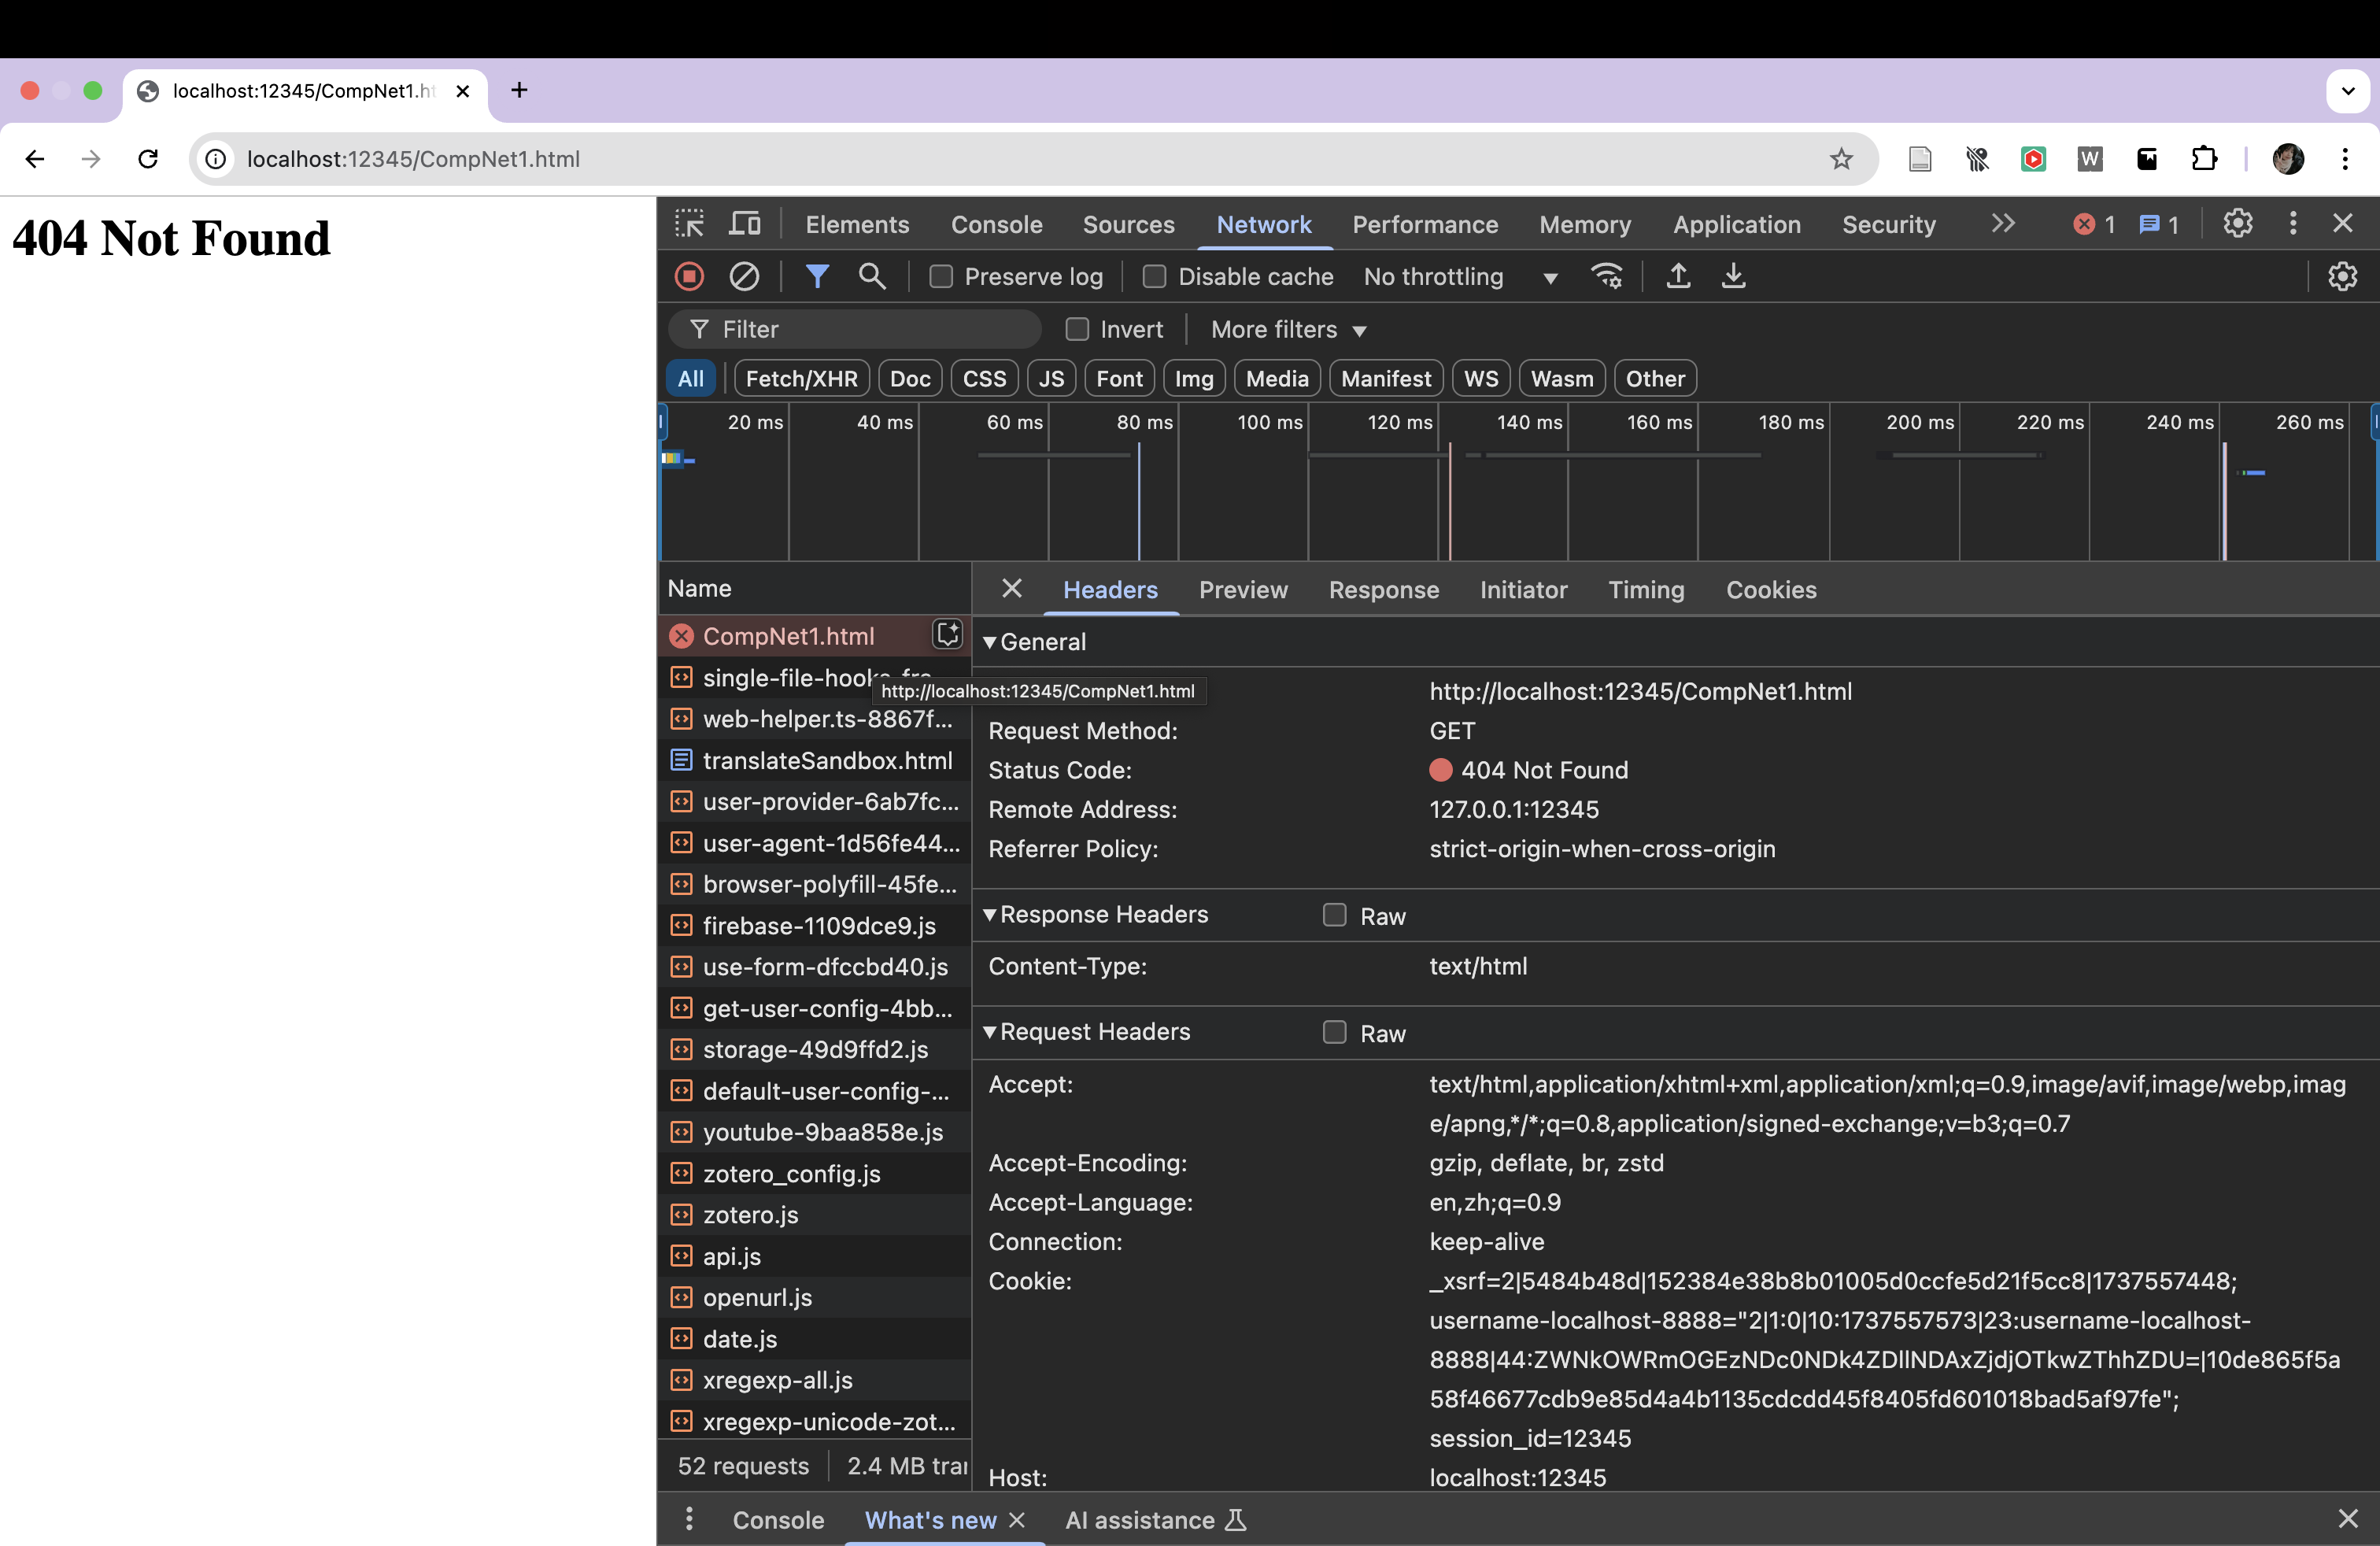 localhost:12345/CompNet1.ht
localhost:12345/CompNet1.html
W
404 Not Found
Elements Console Sources Network Performance Memory Application Security 1 1
Preserve log Disable cache No throttling
Filter Invert More filters
All Fetch/XHR Doc CSS JS Font Img Media Manifest WS Wasm Other
20 ms 40 ms 60 ms 80 ms 100 ms 120 ms 140 ms 160 ms 180 ms 200 ms 220 ms 240 ms 260 ms
Name
CompNet1.html
single-file-hooks-fra...
web-helper.ts-8867f...
translateSandbox.html
user-provider-6ab7fc...
user-agent-1d56fe44...
browser-polyfill-45fe...
firebase-1109dce9.js
use-form-dfccbd40.js
get-user-config-4bb...
storage-49d9ffd2.js
default-user-config-...
youtube-9baa858e.js
zotero_config.js
zotero.js
api.js
openurl.js
date.js
xregexp-all.js
xregexp-unicode-zot...
52 requests 2.4 MB trar
http://localhost:12345/CompNet1.html
Headers Preview Response Initiator Timing Cookies
General
http://localhost:12345/CompNet1.html
Request Method: GET
Status Code: 404 Not Found
Remote Address: 127.0.0.1:12345
Referrer Policy: strict-origin-when-cross-origin
Response Headers Raw
Content-Type: text/html
Request Headers Raw
Accept: text/html,application/xhtml+xml,application/xml;q=0.9,image/avif,image/webp,imag
e/apng,*/*;q=0.8,application/signed-exchange;v=b3;q=0.7
Accept-Encoding: gzip, deflate, br, zstd
Accept-Language: en,zh;q=0.9
Connection: keep-alive
Cookie: _xsrf=2|5484b48d|152384e38b8b01005d0ccfe5d21f5cc8|1737557448;
username-localhost-8888="2|1:0|10:1737557573|23:username-localhost-
8888|44:ZWNkOWRmOGEzNDc0NDk4ZDllNDAxZjdjOTkwZThhZDU=|10de865f5a
58f46677cdb9e85d4a4b1135cdcdd45f8405fd601018bad5af97fe";
session_id=12345
Host: localhost:12345
Console What's new AI assistance